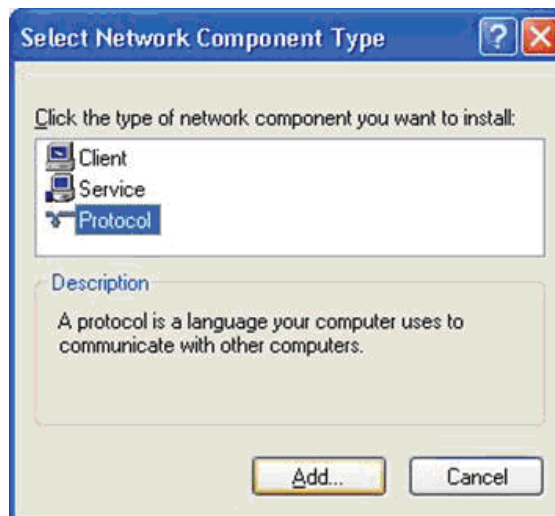 Select Network Component Type
Click the type of network component you want to install:
Client
Service
Protocol
Description
A protocol is a language your computer uses to
communicate with other computers.
Add... Cancel